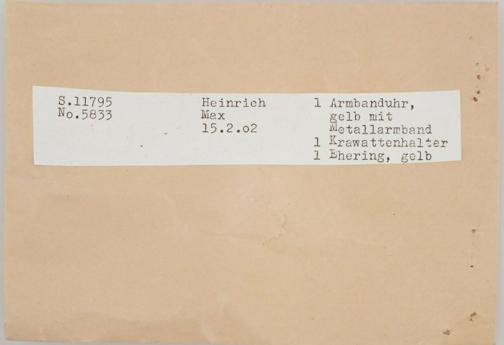 S.11795 Heinrich 1 Armbanduhr,
No.5833 Max gelb mit
15.2.02 Metallarmband
1 Krawattenhalter
1 Ehering, gelb